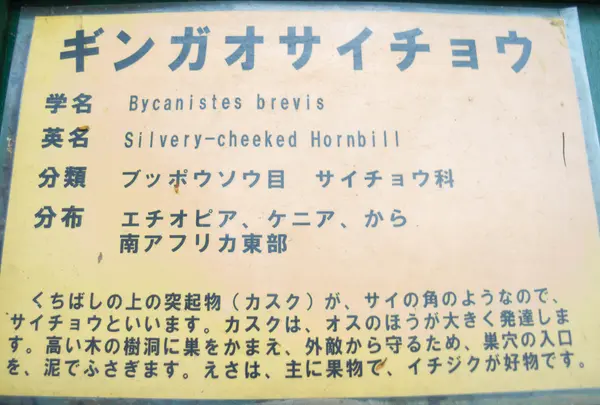 ギンガオサイチョウ
学名 Bycanistes brevis
英名 Silvery-cheeked Hornbill
分類 ブッポウソウ目 サイチョウ科
分布 エチオピア、ケニア、から
南アフリカ東部
くちばしの上の突起物(カスク)が、サイの角のようなので、
サイチョウといいます。カスクは、オスのほうが大きく発達しま
す。高い木の樹洞に巣をかまえ、外敵から守るため、巣穴の入口
を、泥でふさぎます。えさは、主に果物で、イチジクが好物です。